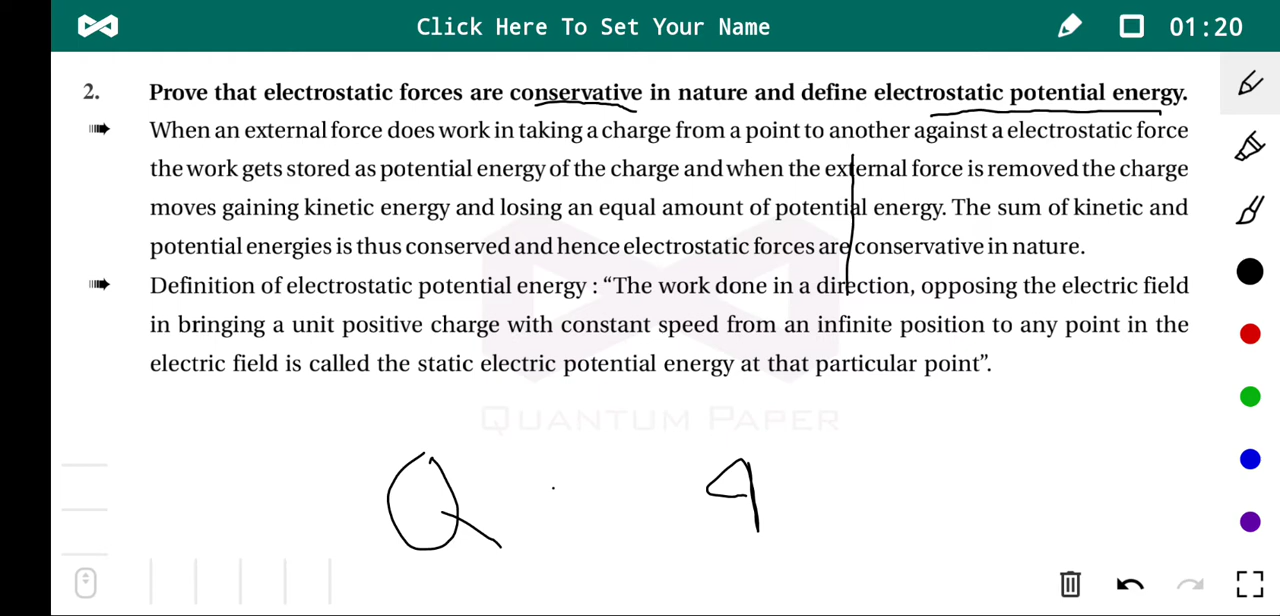 Click Here To Set Your Name
01:20
2. Prove that electrostatic forces are conservative in nature and define electrostatic potential energy.
When an external force does work in taking a charge from a point to another against a electrostatic force
the work gets stored as potential energy of the charge and when the external force is removed the charge
moves gaining kinetic energy and losing an equal amount of potential energy. The sum of kinetic and
potential energies is thus conserved and hence electrostatic forces are conservative in nature.
Definition of electrostatic potential energy : “The work done in a direction, opposing the electric field
in bringing a unit positive charge with constant speed from an infinite position to any point in the
electric field is called the static electric potential energy at that particular point”.
QUANTUM PAPER
Q q